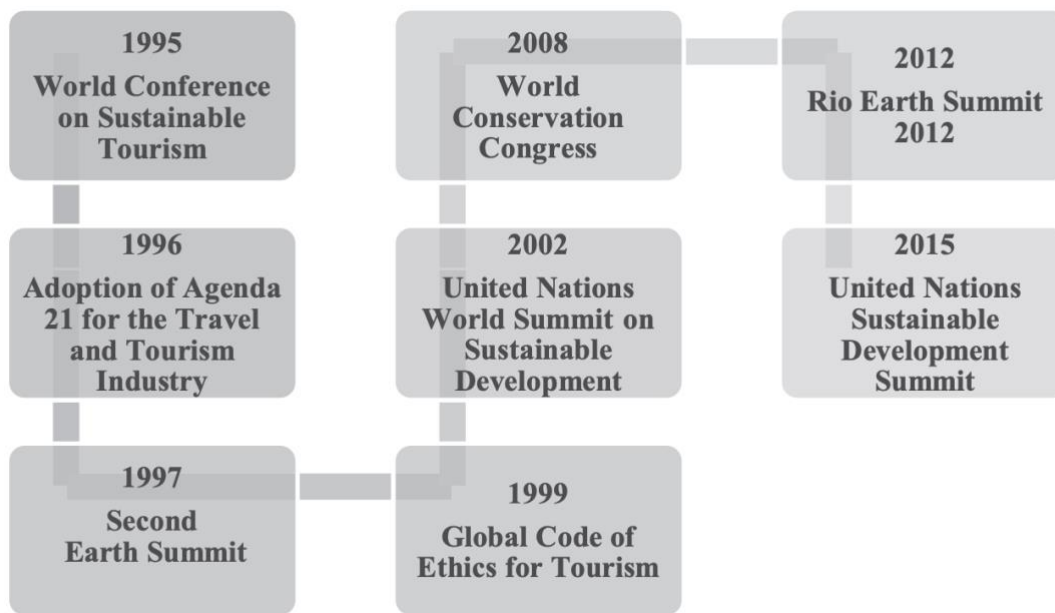 1995
World Conference
on Sustainable
Tourism
1996
Adoption of Agenda
21 for the Travel
and Tourism
Industry
1997
Second
Earth Summit
1999
Global Code of
Ethics for Tourism
2002
United Nations
World Summit on
Sustainable
Development
2008
World
Conservation
Congress
2012
Rio Earth Summit
2012
2015
United Nations
Sustainable
Development
Summit